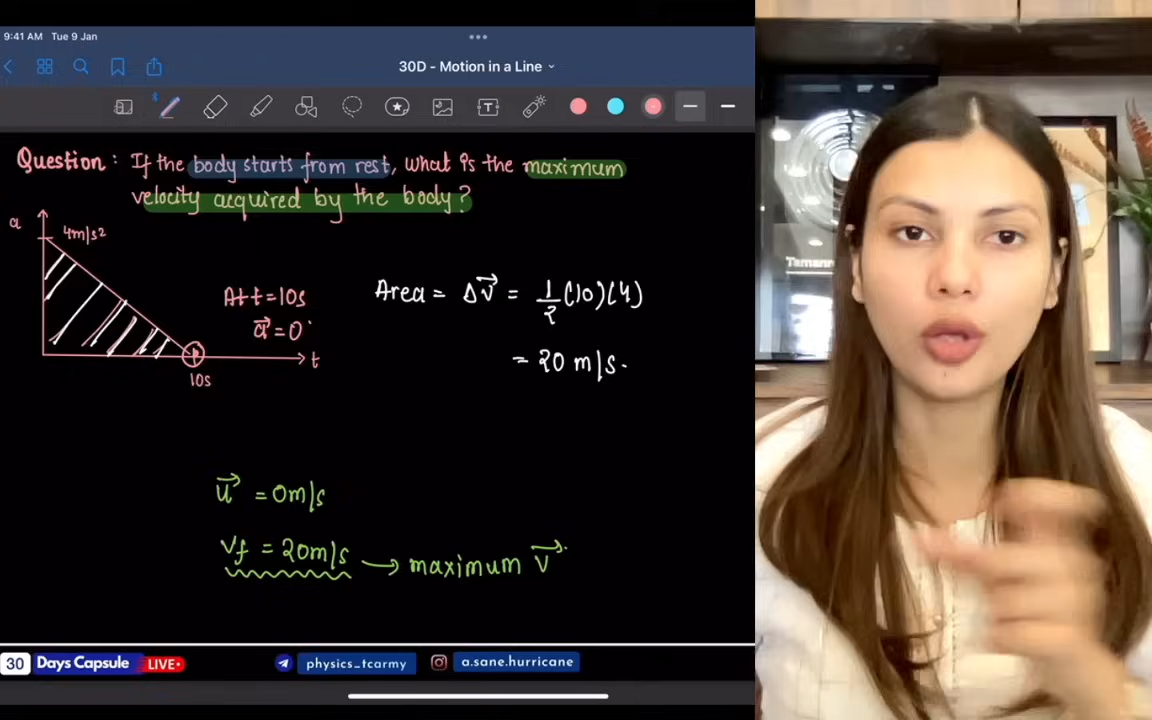 9:41 AM Tue 9 Jan
30D - Motion in a Line
T
Question: If the body starts from rest, what is the maximum
velocity acquired by the body?
a
4m/s²
At t=10s
a⃗ = 0
t
10s
Area = Δv⃗ = 1/2 (10)(4)
= 20 m/s.
u⃗ = 0m/s
vf = 20m/s → maximum v⃗
30 Days Capsule LIVE
physics_tcarmy
a.sane.hurricane